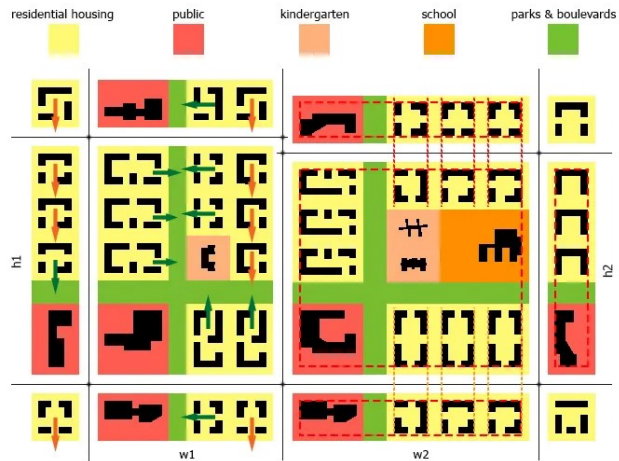 residential housing public kindergarten school parks & boulevards
h1
h2
w1 w2